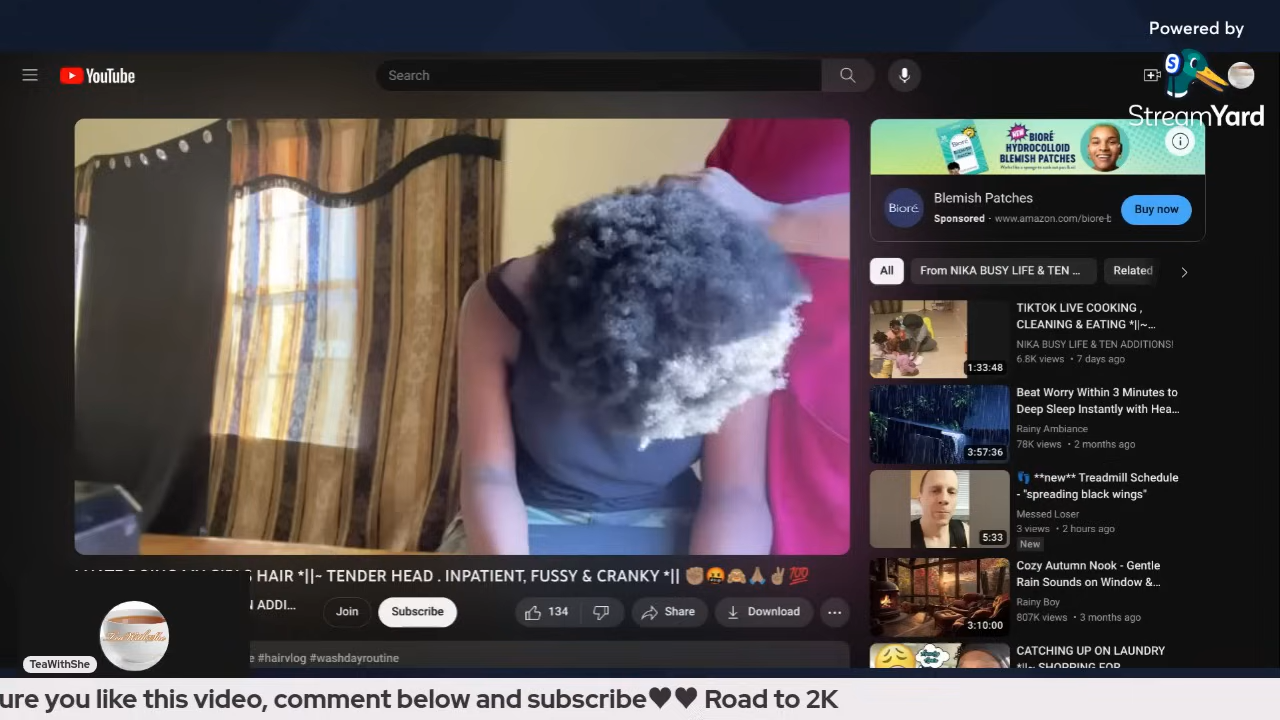 Powered by
StreamYard
YouTube
Search
NEW
BIORÉ
HYDROCOLLOID
BLEMISH PATCHES
Bioré
Blemish Patches
Sponsored · www.amazon.com/biore-b
Buy now
All
From NIKA BUSY LIFE & TEN ...
Related
TIKTOK LIVE COOKING ,
CLEANING & EATING *||~...
NIKA BUSY LIFE & TEN ADDITIONS!
6.8K views • 7 days ago
1:33:48
Beat Worry Within 3 Minutes to
Deep Sleep Instantly with Hea...
Rainy Ambiance
78K views • 2 months ago
3:57:36
👣 **new** Treadmill Schedule
- "spreading black wings"
Messed Loser
3 views • 2 hours ago
New
5:33
Cozy Autumn Nook - Gentle
Rain Sounds on Window &...
Rainy Boy
807K views • 3 months ago
3:10:00
CATCHING UP ON LAUNDRY
*||~ SHOPPING FOR
HAIR *||~ TENDER HEAD . INPATIENT, FUSSY & CRANKY *|| ✊🏽🤬🙈🙏🏽✌🏽💯
N ADDI...
Join
Subscribe
134
Share
Download
e #hairvlog #washdayroutine
TeaWithShe
TeaWithShe
ure you like this video, comment below and subscribe♥♥ Road to 2K